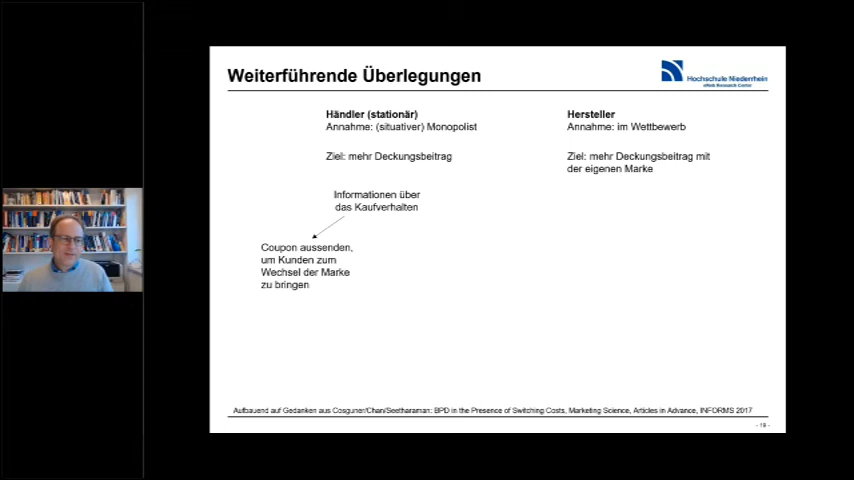 Weiterführende Überlegungen
Hochschule Niederrhein
eWeb Research Center
Händler (stationär)
Annahme: (situativer) Monopolist
Ziel: mehr Deckungsbeitrag
Informationen über
das Kaufverhalten
Coupon aussenden,
um Kunden zum
Wechsel der Marke
zu bringen
Hersteller
Annahme: im Wettbewerb
Ziel: mehr Deckungsbeitrag mit
der eigenen Marke
Aufbauend auf Gedanken aus Cosguner/Chan/Seetharaman: BPD in the Presence of Switching Costs, Marketing Science, Articles in Advance, INFORMS 2017
- 19 -